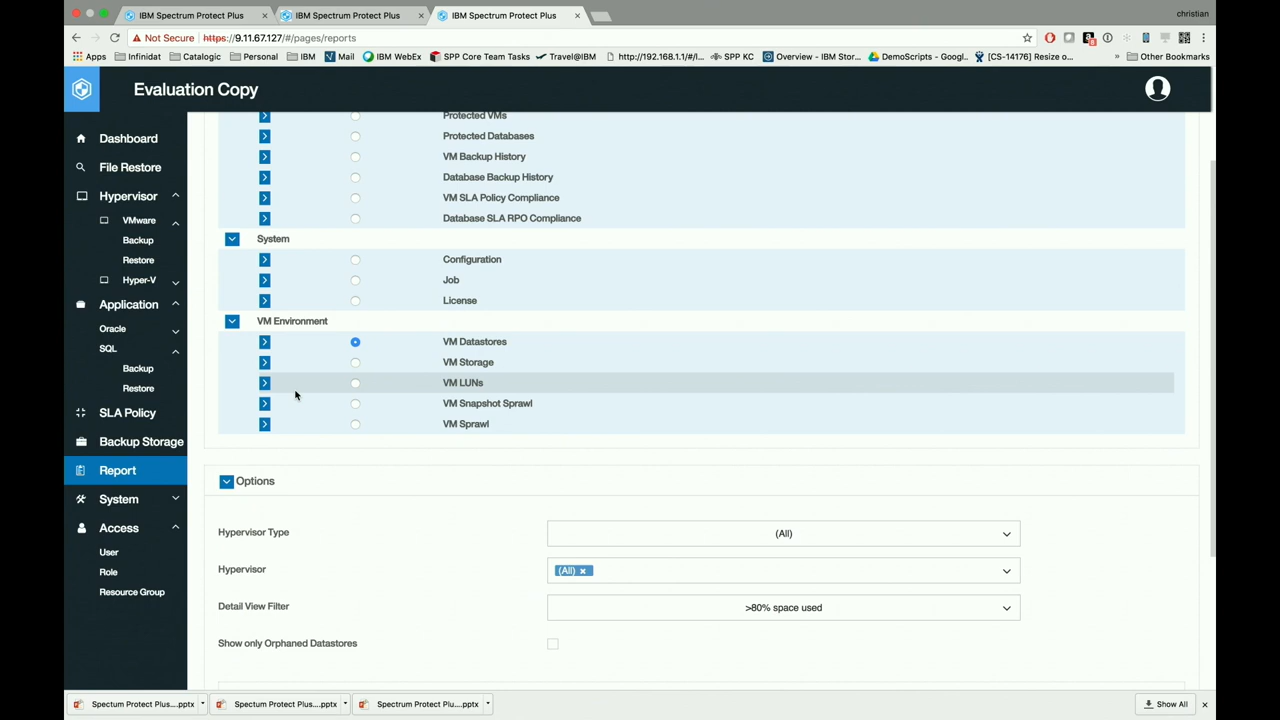 IBM Spectrum Protect Plus
IBM Spectrum Protect Plus
IBM Spectrum Protect Plus
christian
Not Secure
https://9.11.67.127/#/pages/reports
Apps
Infinidat
Catalogic
Personal
IBM
Mail
IBM WebEx
SPP Core Team Tasks
Travel@IBM
http://192.168.1.1/#/l...
SPP KC
Overview - IBM Stor...
DemoScripts - Googl..
[CS-14176] Resize o...
»
Other Bookmarks
Evaluation Copy
Dashboard
File Restore
Hypervisor
VMware
Backup
Restore
Hyper-V
Application
Oracle
SQL
Backup
Restore
SLA Policy
Backup Storage
Report
System
Access
User
Role
Resource Group
Protected VMs
Protected Databases
VM Backup History
Database Backup History
VM SLA Policy Compliance
Database SLA RPO Compliance
System
Configuration
Job
License
VM Environment
VM Datastores
VM Storage
VM LUNs
VM Snapshot Sprawl
VM Sprawl
Options
Hypervisor Type
(All)
Hypervisor
(All) x
Detail View Filter
>80% space used
Show only Orphaned Datastores
Spectum Protect Plus....pptx
Spectrum Protect Plus...pptx
Spectrum Protect Plu....pptx
Show All